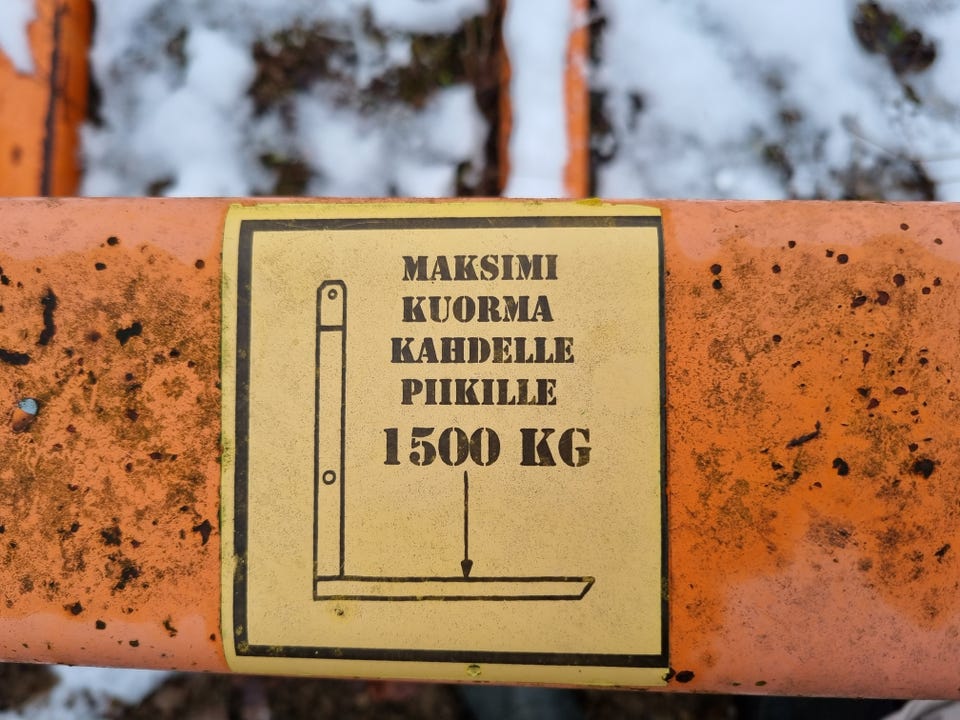 MAKSIMI
KUORMA
KAHDELLE
PIIKILLE
1500 KG